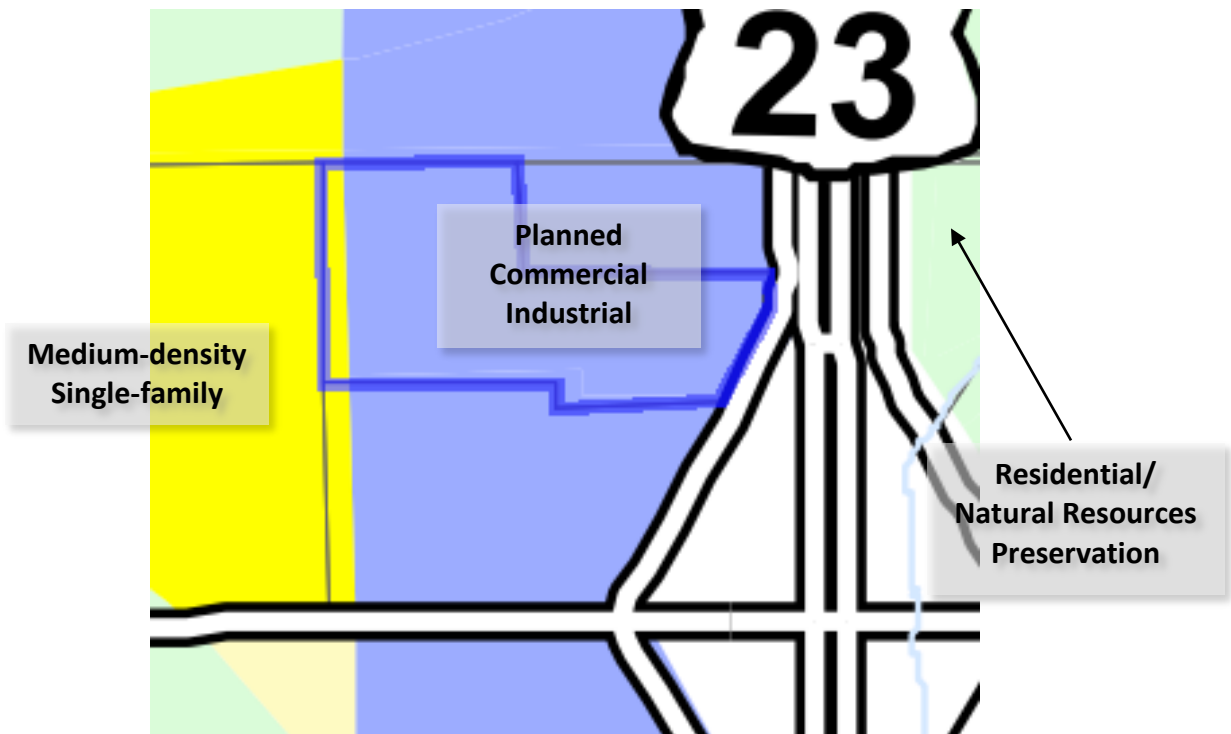 23
Planned
Commercial
Industrial
Medium-density
Single-family
Residential/
Natural Resources
Preservation